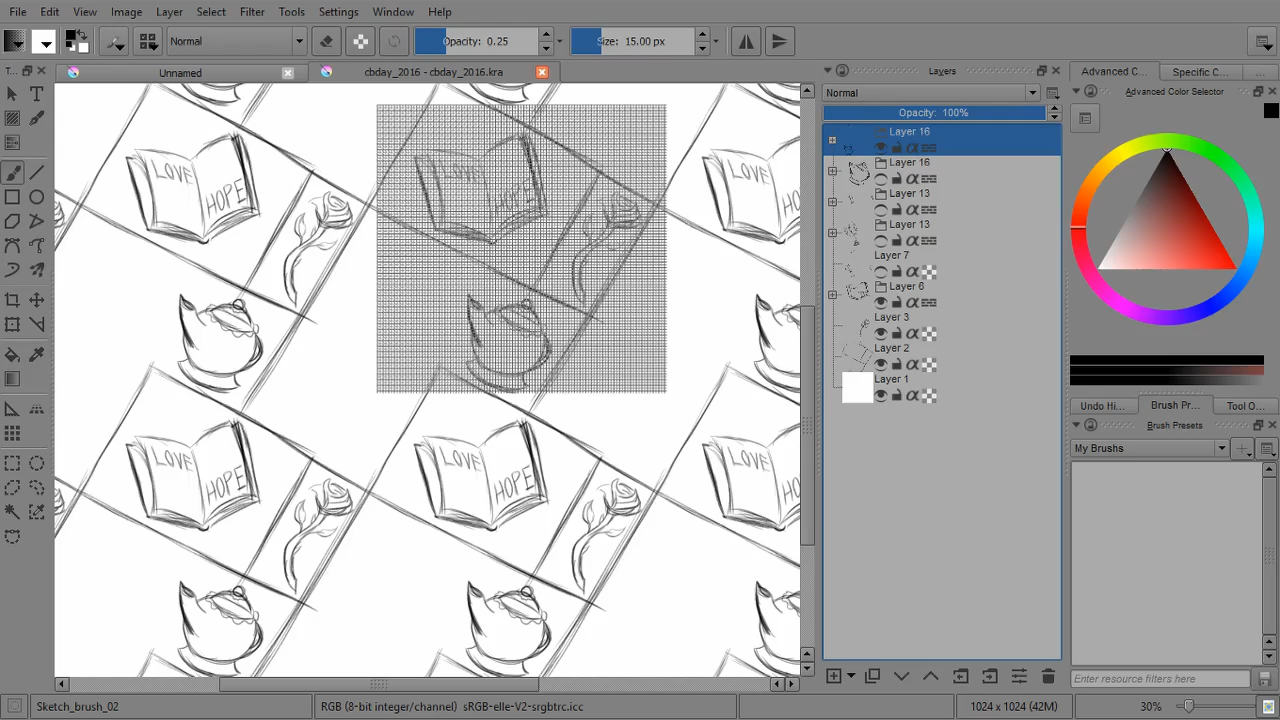 File Edit View Image Layer Select Filter Tools Settings Window Help
Normal Opacity: 0.25 Size: 15.00 px
T... Unnamed cbday_2016 - cbday_2016.kra Layers Advanced C... Specific C... ...
Normal Advanced Color Selector
Opacity: 100%
Layer 16
Layer 16
Layer 13
Layer 13
Layer 7
Layer 6
Layer 3
Layer 2
Layer 1
LOVE HOPE
LOVE HOPE
LOVE
LOVE HOPE
LOVE HOPE
LOVE
Undo Hi... Brush Pr... Tool O...
Brush Presets
My Brushes
Enter resource filters here
Sketch_brush_02 RGB (8-bit integer/channel) sRGB-elle-V2-srgbtrc.icc 1024 x 1024 (42M) 30%